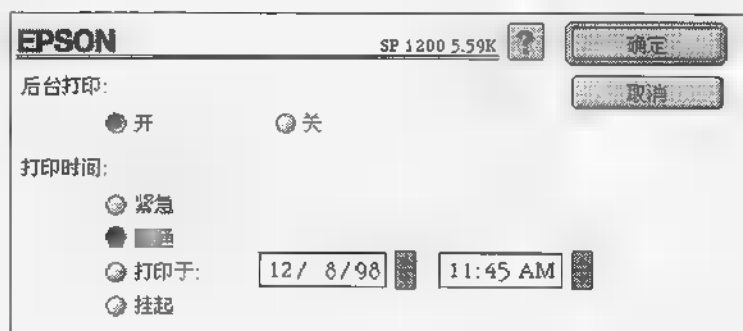 EPSON SP 1200 5.59K ? 确定
后台打印: 取消
开 关
打印时间:
紧急
通
打印于: 12/ 8/98 11:45 AM
挂起